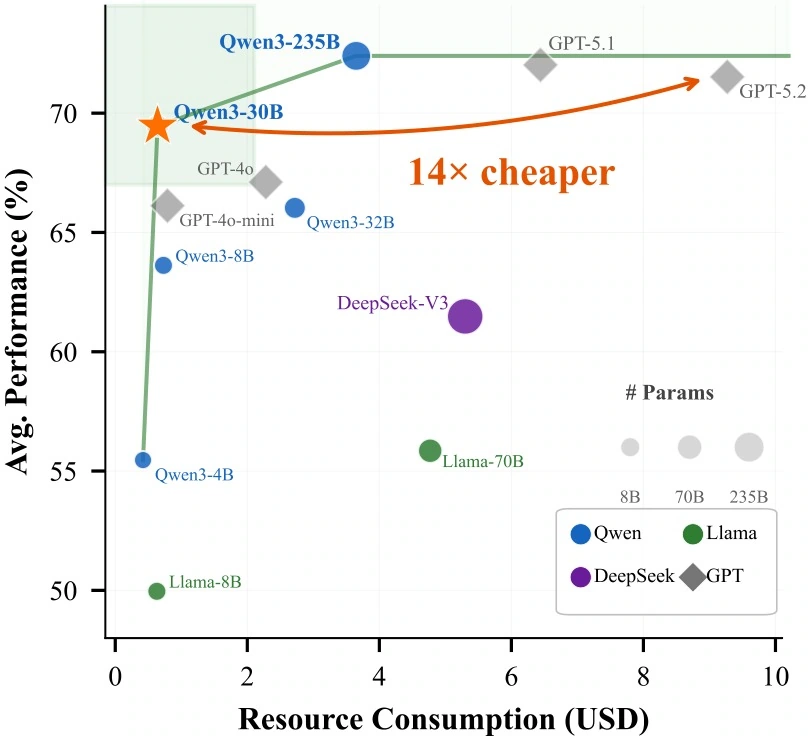 Qwen3-235B
GPT-5.1
GPT-5.2
70
Qwen3-30B
14× cheaper
GPT-4o
GPT-4o-mini
Qwen3-32B
65
Qwen3-8B
DeepSeek-V3
60
# Params
Avg. Performance (%)
55
Qwen3-4B
Llama-70B
8B 70B 235B
Qwen Llama
DeepSeek GPT
Llama-8B
50
0 2 4 6 8 10
Resource Consumption (USD)